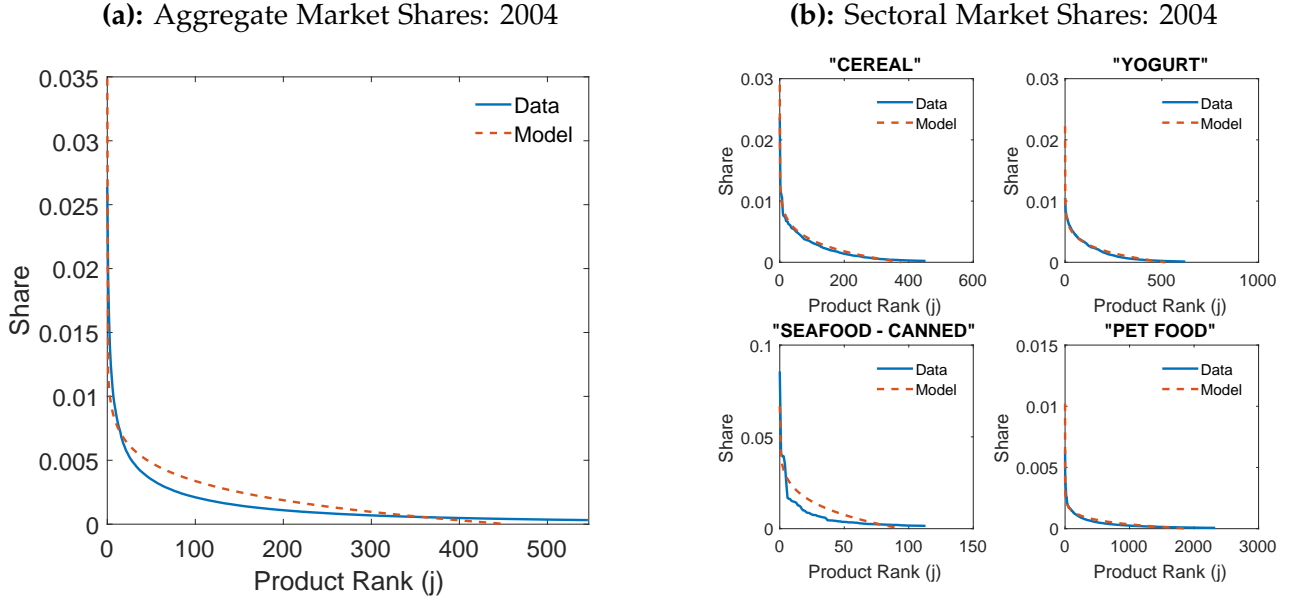 (a): Aggregate Market Shares: 2004
0.035
0.03
0.025
0.02
0.015
0.01
0.005
0
Share
Data
Model
0 100 200 300 400 500
Product Rank (j)
(b): Sectoral Market Shares: 2004
"CEREAL"
0.03
0.02
0.01
0
Share
Data
Model
0 200 400 600
Product Rank (j)
"YOGURT"
0.03
0.02
0.01
0
Share
Data
Model
0 500 1000
Product Rank (j)
"SEAFOOD - CANNED"
0.1
0.05
0
Share
Data
Model
0 50 100 150
Product Rank (j)
"PET FOOD"
0.015
0.01
0.005
0
Share
Data
Model
0 1000 2000 3000
Product Rank (j)